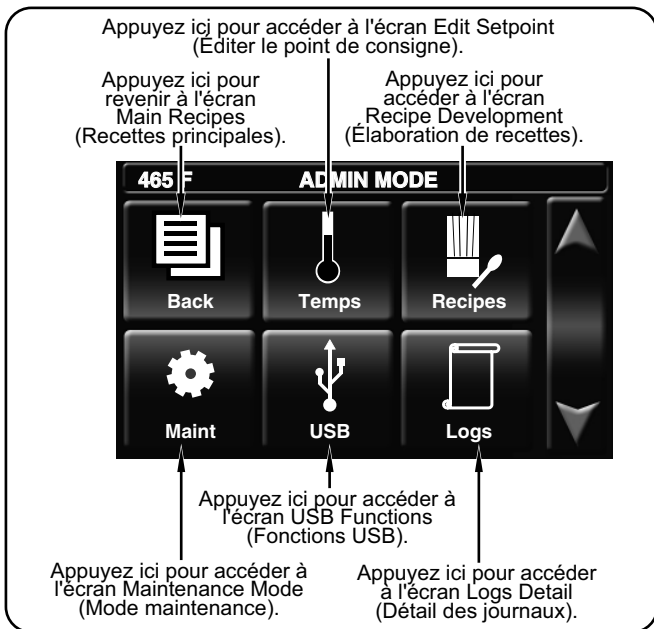 Appuyez ici pour accéder à l'écran Edit Setpoint
(Éditer le point de consigne).
Appuyez ici pour
revenir à l'écran
Main Recipes
(Recettes principales).
Appuyez ici pour
accéder à l'écran
Recipe Development
(Élaboration de recettes).
465 F ADMIN MODE
Back Temps Recipes
Maint USB Logs
Appuyez ici pour accéder à
l'écran USB Functions
(Fonctions USB).
Appuyez ici pour accéder à
l'écran Maintenance Mode
(Mode maintenance).
Appuyez ici pour accéder
à l'écran Logs Detail
(Détail des journaux).